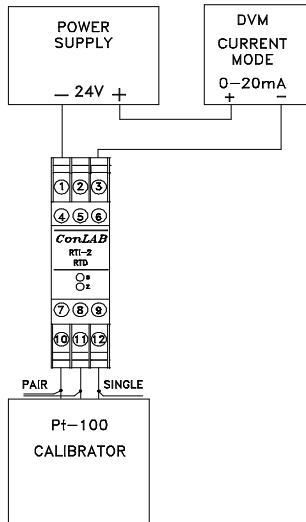 POWER
SUPPLY
− 24V +
DVM
CURRENT
MODE
0−20mA
+ −
1 2 3
4 5 6
ConLAB
RTI-2
RTD
S
Z
7 8 9
10 11 12
PAIR SINGLE
Pt−100
CALIBRATOR